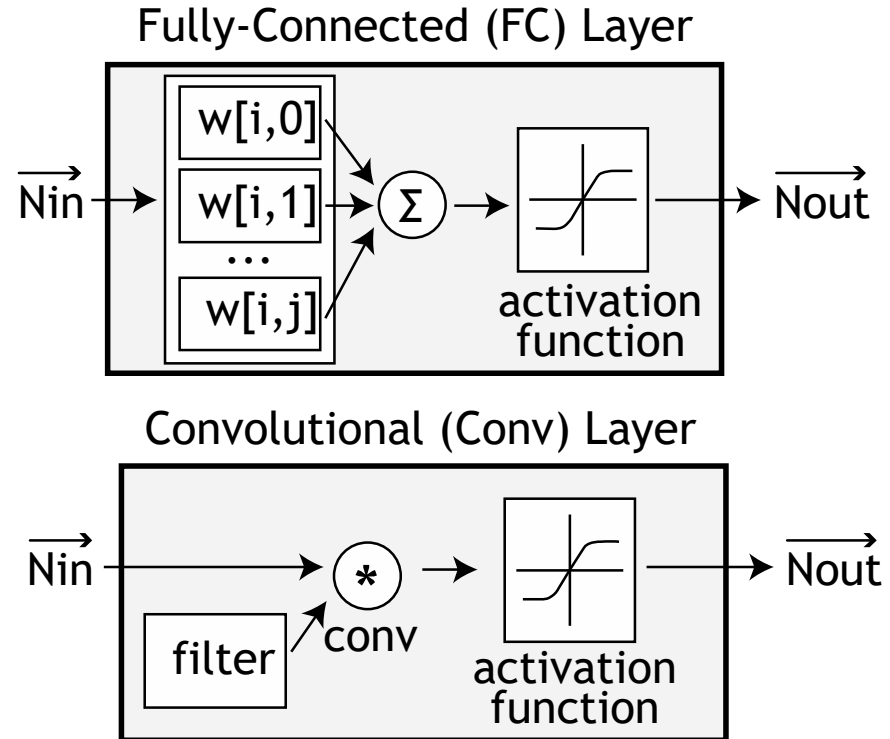 Fully-Connected (FC) Layer
Nin
w[i,0]
w[i,1]
...
w[i,j]
Σ
activation
function
Nout
Convolutional (Conv) Layer
Nin
filter
*
conv
activation
function
Nout